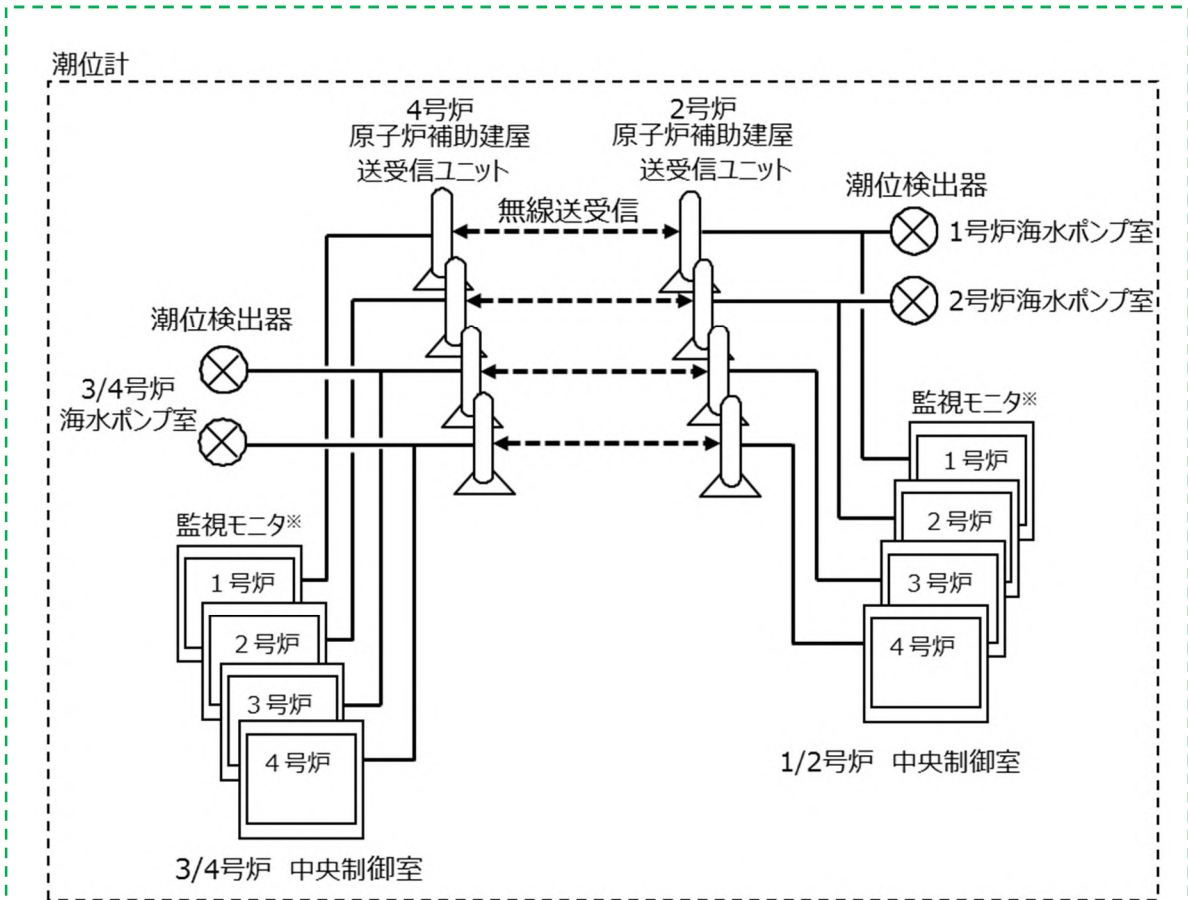 潮位計
4号炉
原子炉補助建屋
送受信ユニット
2号炉
原子炉補助建屋
送受信ユニット
無線送受信
潮位検出器
1号炉海水ポンプ室
2号炉海水ポンプ室
潮位検出器
3/4号炉
海水ポンプ室
監視モニタ※
1号炉
2号炉
3号炉
4号炉
3/4号炉 中央制御室
監視モニタ※
1号炉
2号炉
3号炉
4号炉
1/2号炉 中央制御室